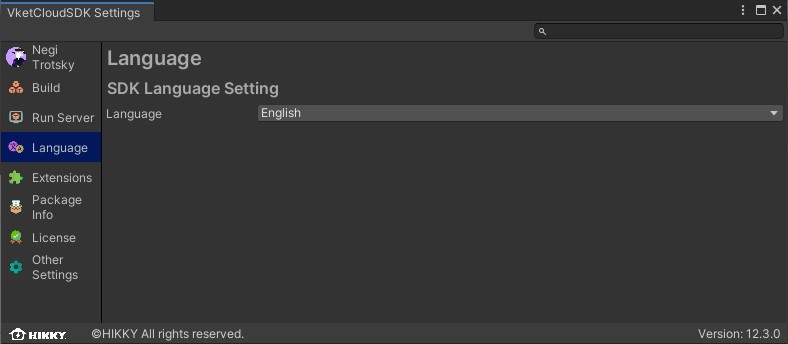 VketCloudSDK Settings
Negi
Trotsky
Build
Run Server
Language
Extensions
Package
Info
License
Other
Settings
Language
SDK Language Setting
Language English
HIKKY ©HIKKY All rights reserved. Version: 12.3.0